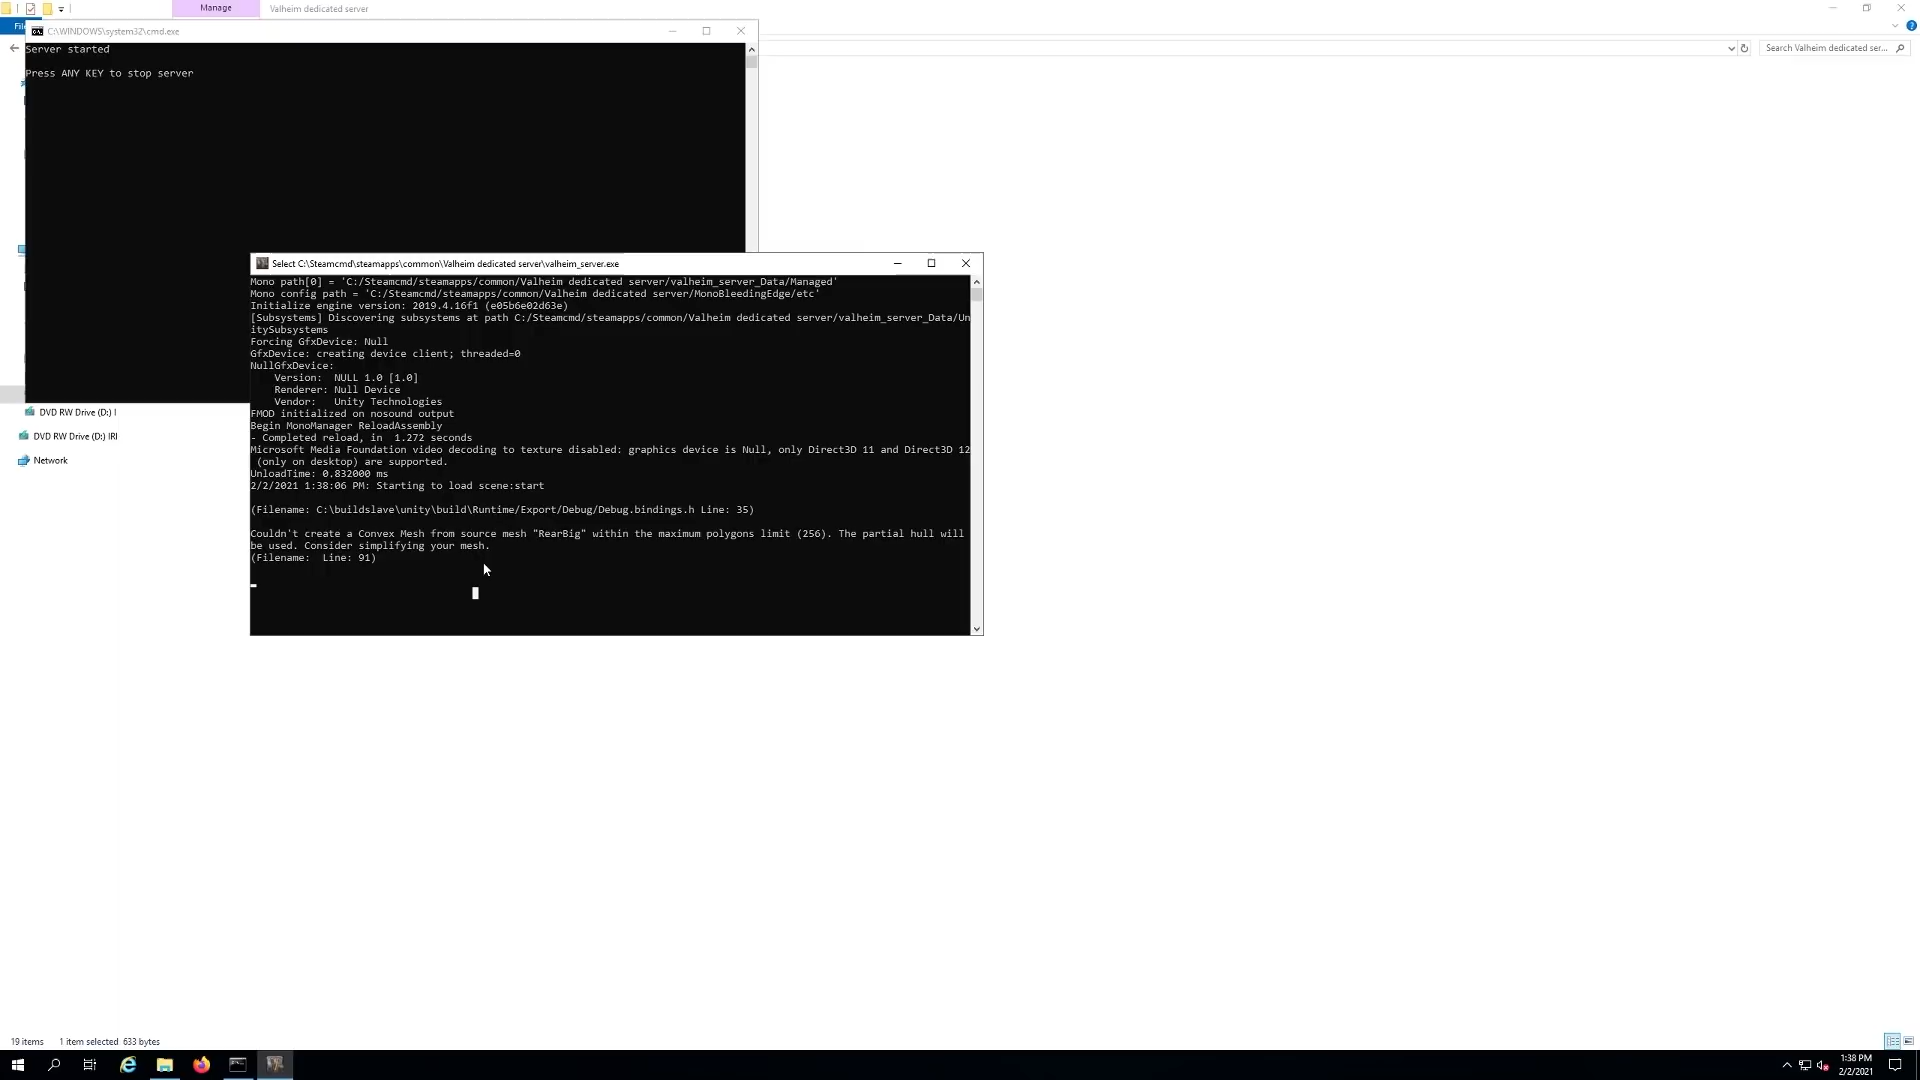 Manage
Valheim dedicated server
C:\WINDOWS\system32\cmd.exe
Search Valheim dedicated ser...
Server started
Press ANY KEY to stop server
Select C:\Steamcmd\steamapps\common\Valheim dedicated server\valheim_server.exe
Mono path[0] = 'C:/Steamcmd/steamapps/common/Valheim dedicated server/valheim_server_Data/Managed'
Mono config path = 'C:/Steamcmd/steamapps/common/Valheim dedicated server/MonoBleedingEdge/etc'
Initialize engine version: 2019.4.16f1 (e05b6e02d63e)
[Subsystems] Discovering subsystems at path C:/Steamcmd/steamapps/common/Valheim dedicated server/valheim_server_Data/Un
itySubsystems
Forcing GfxDevice: Null
GfxDevice: creating device client; threaded=0
NullGfxDevice:
Version: NULL 1.0 [1.0]
Renderer: Null Device
Vendor: Unity Technologies
FMOD initialized on nosound output
Begin MonoManager ReloadAssembly
- Completed reload, in 1.272 seconds
Microsoft Media Foundation video decoding to texture disabled: graphics device is Null, only Direct3D 11 and Direct3D 12
(only on desktop) are supported.
UnloadTime: 0.832000 ms
2/2/2021 1:38:06 PM: Starting to load scene:start
(Filename: C:\buildslave\unity\build\Runtime/Export/Debug/Debug.bindings.h Line: 35)
Couldn't create a Convex Mesh from source mesh "RearBig" within the maximum polygons limit (256). The partial hull will
be used. Consider simplifying your mesh.
(Filename: Line: 91)
DVD RW Drive (D:) I
DVD RW Drive (D:) IRI
Network
19 items 1 item selected 633 bytes
1:38 PM
2/2/2021